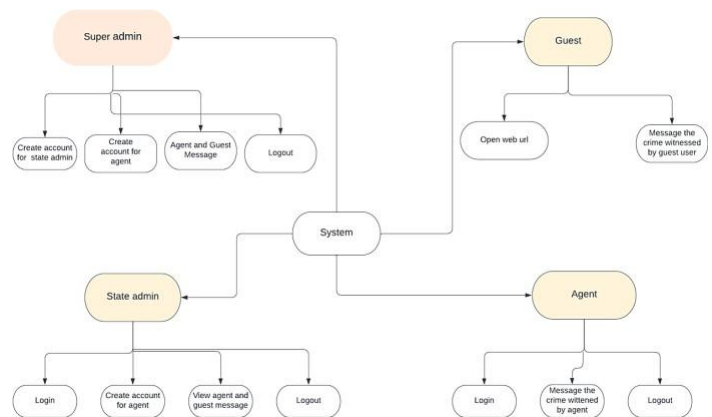 Super admin
Guest
Create account
for state admin
Create
account for
agent
Agent and Guest
Message
Logout
Open web url
Message the
crime witnessed
by guest user
System
State admin
Agent
Login
Create account
for agent
View agent and
guest message
Logout
Login
Message the
crime wittened
by agent
Logout